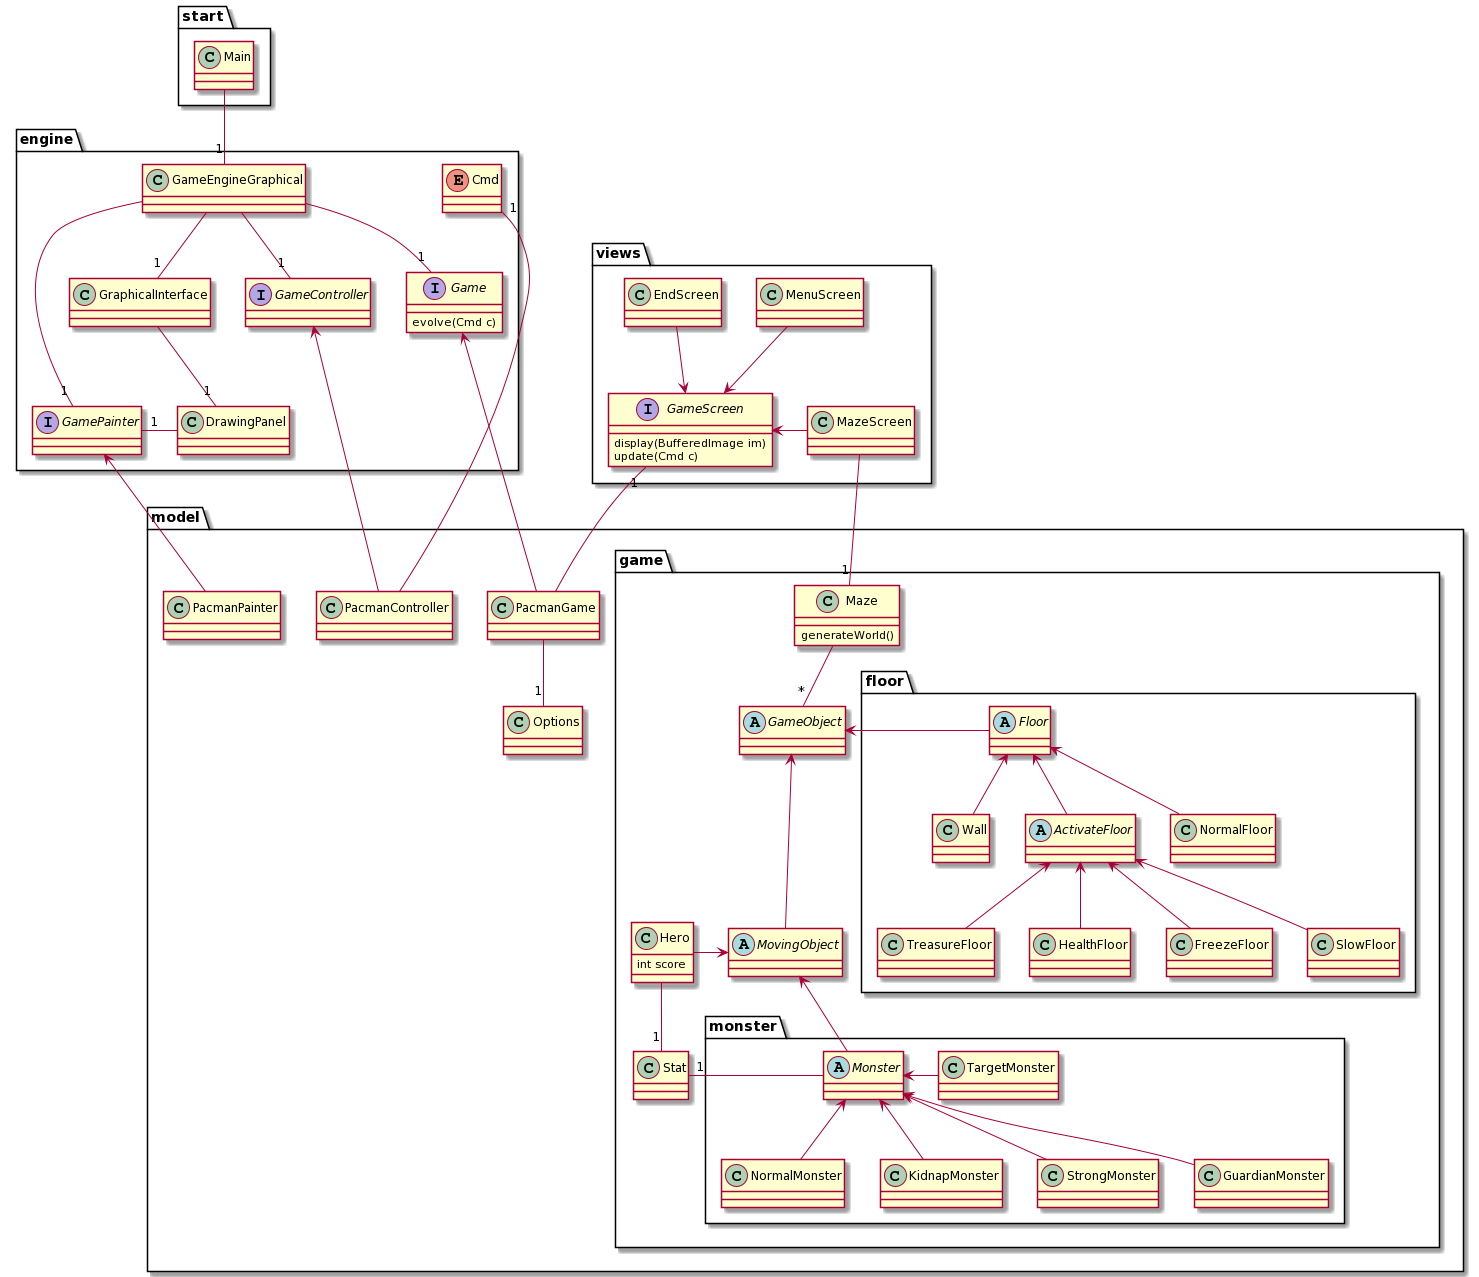 start
C Main
engine
1
C GameEngineGraphical
E Cmd
1
1
1
1
C GraphicalInterface
I GameController
I Game
evolve(Cmd c)
1
1
I GamePainter
1
C DrawingPanel
views
C EndScreen
C MenuScreen
I GameScreen
display(BufferedImage im)
update(Cmd c)
C MazeScreen
1
model
game
1
C PacmanPainter
C PacmanController
C PacmanGame
C Maze
generateWorld()
1
C Options
*
A GameObject
floor
A Floor
C Wall
A ActivateFloor
C NormalFloor
C TreasureFloor
C HealthFloor
C FreezeFloor
C SlowFloor
C Hero
int score
A MovingObject
1
C Stat
1
monster
A Monster
C TargetMonster
C NormalMonster
C KidnapMonster
C StrongMonster
C GuardianMonster